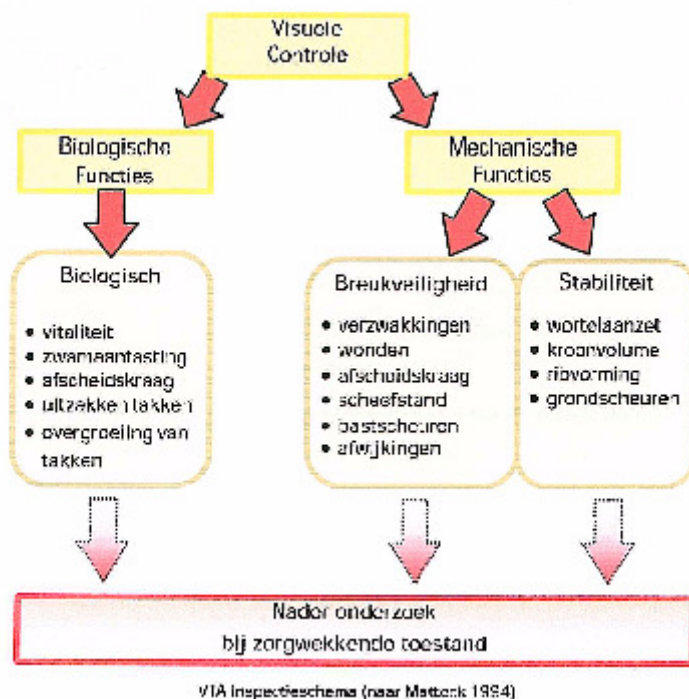 Visuele
Controle
Biologische
Functies
Mechanische
Functies
Biologisch
• vitaliteit
• zwamaantasting
• afscheidskraag
• uitzakken takken
• overgroeiing van
takken
Breukveiligheid
• verzwakkingen
• wonden
• afscheidskraag
• scheefstand
• bastscheuren
• afwijkingen
Stabiliteit
• wortelaanzet
• kroonvolume
• ribvorming
• grondscheuren
Nader onderzoek
bij zorgwekkende toestand
VTA inspectieschema (naar Matteck 1994)